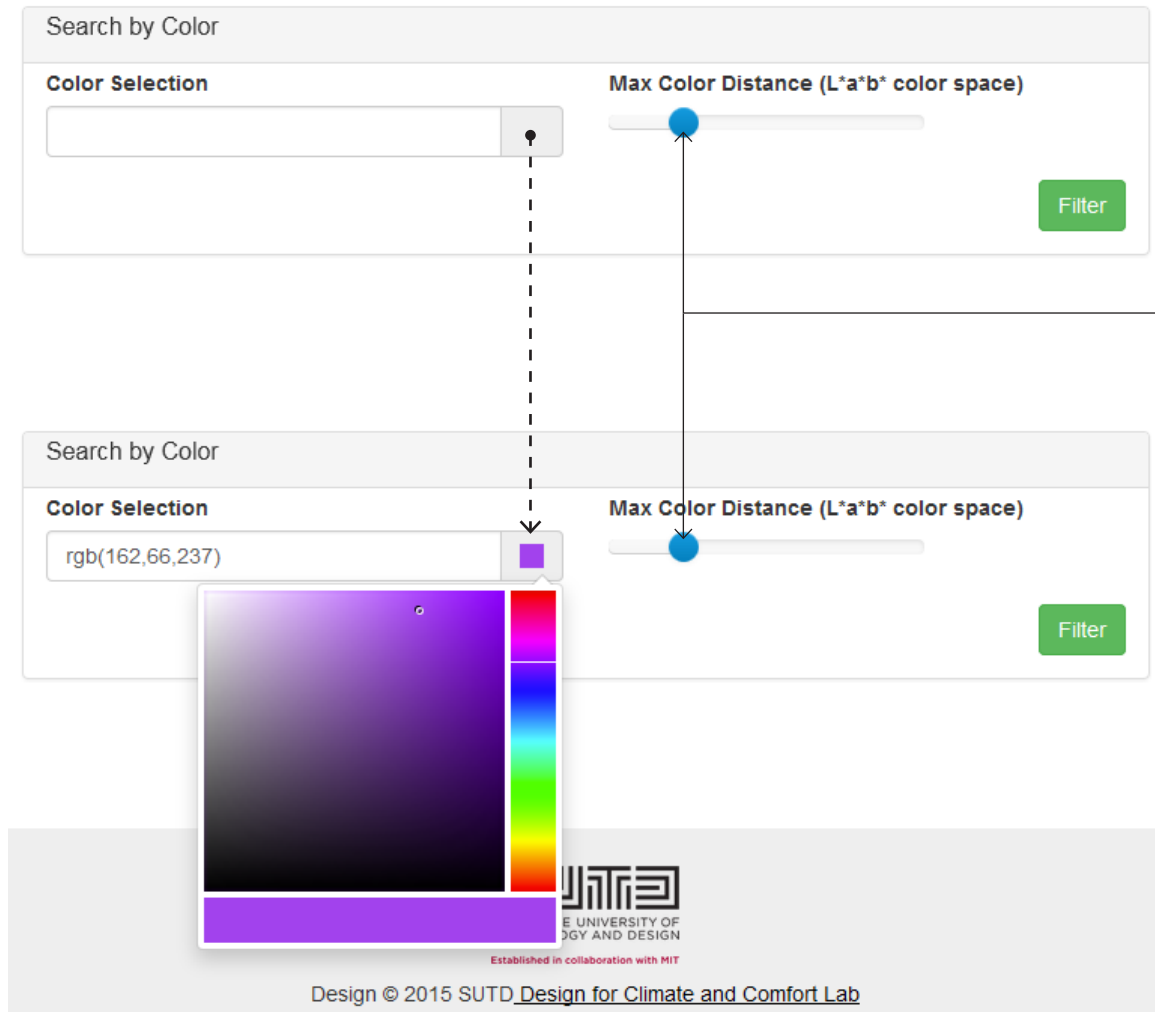 Search by Color
Color Selection
Max Color Distance (L*a*b* color space)
Filter
Search by Color
Color Selection
Max Color Distance (L*a*b* color space)
rgb(162,66,237)
Filter
UNIVERSITY OF
AND DESIGN
Established in collaboration with MIT
Design © 2015 SUTD Design for Climate and Comfort Lab